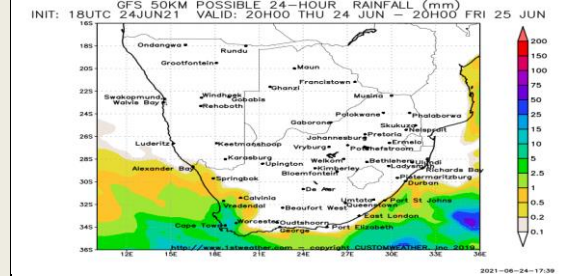 GFS 50KM POSSIBLE 24-HOUR RAINFALL (mm)
INIT: 18UTC 24JUN21 VALID: 20H00 THU 24 JUN – 20H00 FRI 25 JUN
16S
18S
20S
22S
24S
26S
28S
30S
32S
34S
36S
Ondangwa
Rundu
Grootfontein
Maun
Francistown
Ghanzi
Swakopmund
Walvis Bay
Windhoek
Gobabis
Rehoboth
Musina
Polokwane
Phalaborwa
Gaborone
Skukuza
Nelspruit
Pretoria
Johannesburg
Ermelo
Luderitz
Keetmanshoop
Vryburg
Potchefstroom
Karasburg
Upington
Welkom
Kimberley
Bethlehem
Ladysmith
Ulundi
Richards Bay
Alexander Bay
Bloemfontein
Pietermaritzburg
Durban
Springbok
De Aar
Calvinia
Vredendal
Beaufort West
Umtata
Queenstown
Port St Johns
East London
Cape Town
Worcester
Oudtshoorn
George
Port Elizabeth
http://www.1stweather.com – copyright CUSTOMWEATHER, Inc 2019
12E 15E 18E 21E 24E 27E 30E 33E
200
150
100
75
50
25
15
10
5
2.5
1
0.5
0.2
0.1
2021-06-24-17:39